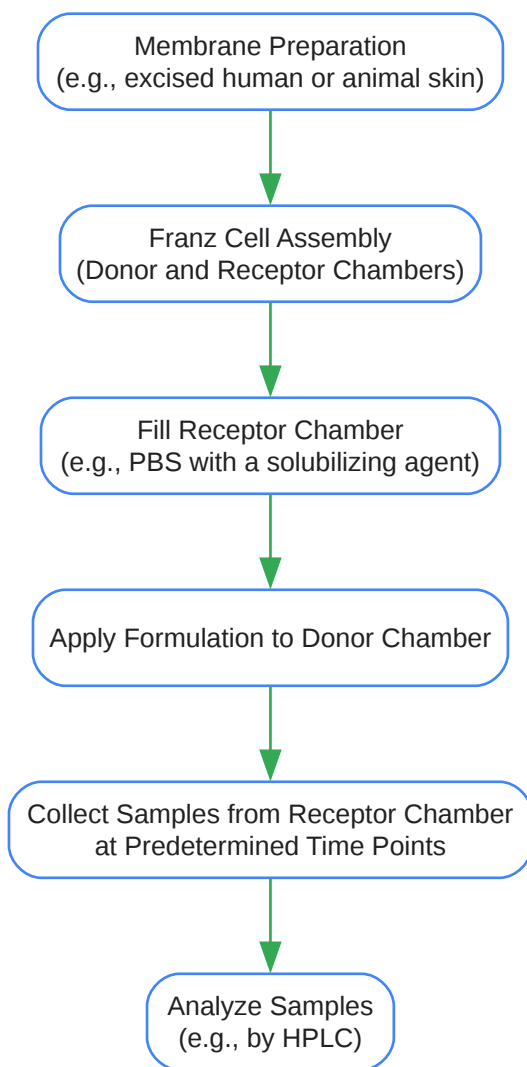 Membrane Preparation
(e.g., excised human or animal skin)
Franz Cell Assembly
(Donor and Receptor Chambers)
Fill Receptor Chamber
(e.g., PBS with a solubilizing agent)
Apply Formulation to Donor Chamber
Collect Samples from Receptor Chamber
at Predetermined Time Points
Analyze Samples
(e.g., by HPLC)